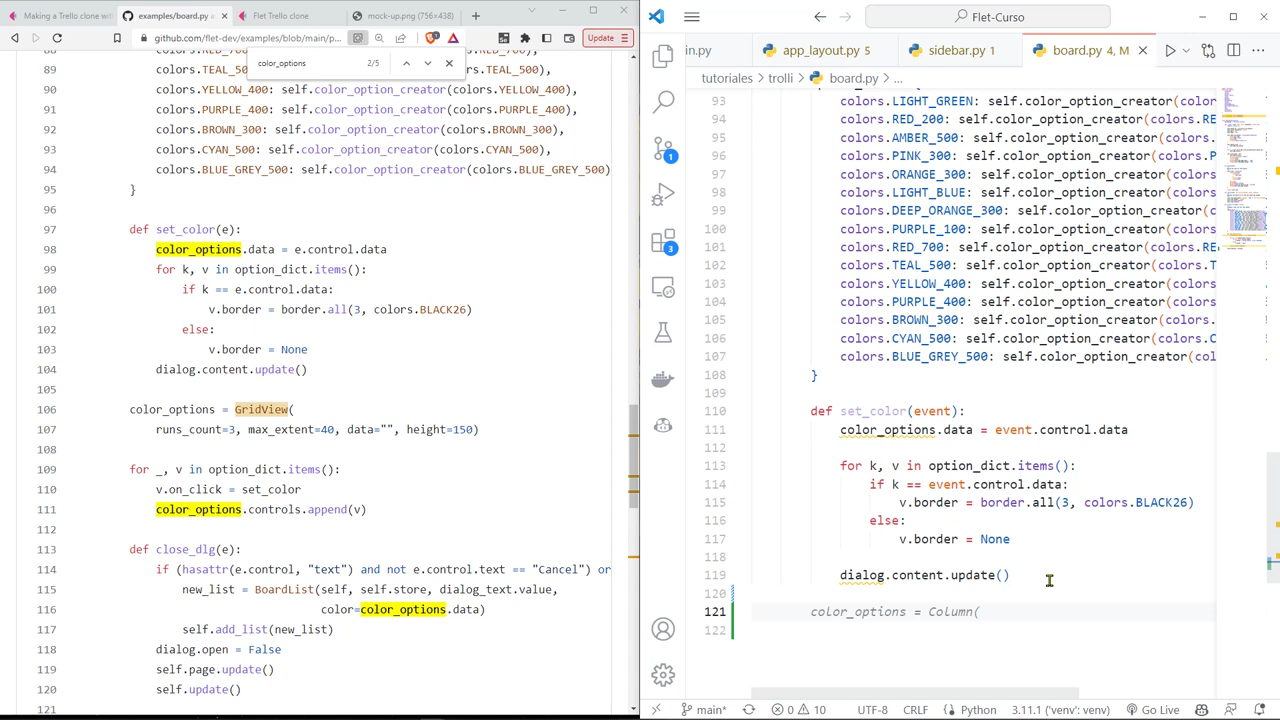 Making a Trello clone with
examples/board.py a
Flet Trello clone
mock-up.png (756×438)
github.com/flet-dev/examples/blob/main/p...
Update
color_options
2/5
89 colors.TEAL_500
TEAL_500),
90 colors.YELLOW_400: self.color_option_creator(colors.YELLOW_400),
91 colors.PURPLE_400: self.color_option_creator(colors.PURPLE_400),
92 colors.BROWN_300: self.color_option_creator(colors.BROWN_300),
93 colors.CYAN_500: self.color_option_creator(colors.CYAN_500),
94 colors.BLUE_GREY_500: self.color_option_creator(colors.BLUE_GREY_500)
95 }
96
97 def set_color(e):
98 color_options.data = e.control.data
99 for k, v in option_dict.items():
100 if k == e.control.data:
101 v.border = border.all(3, colors.BLACK26)
102 else:
103 v.border = None
104 dialog.content.update()
105
106 color_options = GridView(
107 runs_count=3, max_extent=40, data="", height=150)
108
109 for _, v in option_dict.items():
110 v.on_click = set_color
111 color_options.controls.append(v)
112
113 def close_dlg(e):
114 if (hasattr(e.control, "text") and not e.control.text == "Cancel") or
115 new_list = BoardList(self, self.store, dialog_text.value,
116 color=color_options.data)
117 self.add_list(new_list)
118 dialog.open = False
119 self.page.update()
120 self.update()
121
Flet-Curso
in.py
app_layout.py 5
sidebar.py 1
board.py 4, M
tutoriales > trolli > board.py > ...
93 colors.LIGHT_GREEN: self.color_option_creator(colors
94 colors.RED_200: self.color_option_creator(colors.RE
95 colors.AMBER_500: self.color_option_creator(colors.
96 colors.PINK_300: self.color_option_creator(colors.P
97 colors.ORANGE_300: self.color_option_creator(colors
98 colors.LIGHT_BLUE: self.color_option_creator(colors
99 colors.DEEP_ORANGE_300: self.color_option_creator(c
100 colors.PURPLE_100: self.color_option_creator(colors
101 colors.RED_700: self.color_option_creator(colors.RE
102 colors.TEAL_500: self.color_option_creator(colors.T
103 colors.YELLOW_400: self.color_option_creator(colors
104 colors.PURPLE_400: self.color_option_creator(colors
105 colors.BROWN_300: self.color_option_creator(colors.
106 colors.CYAN_500: self.color_option_creator(colors.C
107 colors.BLUE_GREY_500: self.color_option_creator(col
108 }
109
110 def set_color(event):
111 color_options.data = event.control.data
112
113 for k, v in option_dict.items():
114 if k == event.control.data:
115 v.border = border.all(3, colors.BLACK26)
116 else:
117 v.border = None
118
119 dialog.content.update()
120
121 color_options = Column(
122
1
3
main*
0 10
UTF-8
CRLF
Python
3.11.1 ('venv': venv)
Go Live